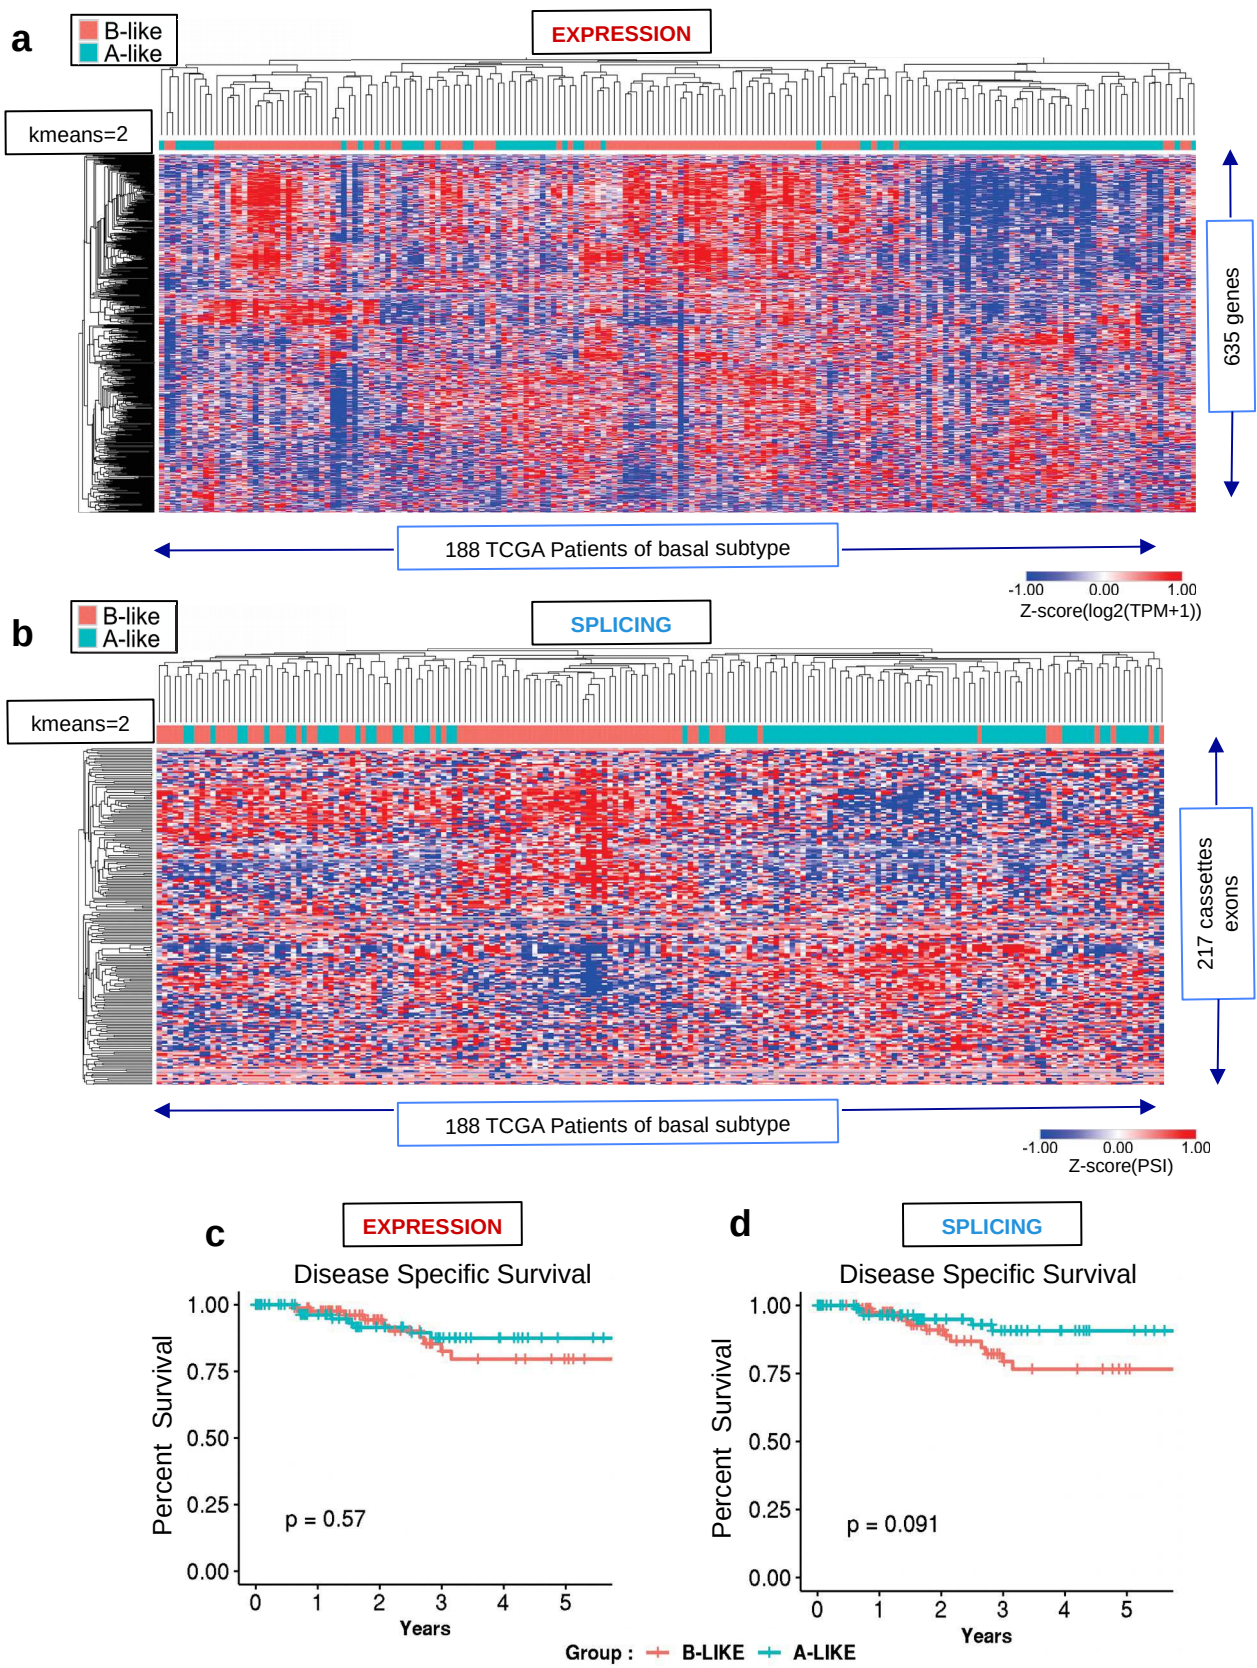 a
B-like
A-like
EXPRESSION
kmeans=2
635 genes
188 TCGA Patients of basal subtype
-1.00 0.00 1.00
Z-score(log2(TPM+1))
b
B-like
A-like
SPLICING
kmeans=2
217 cassettes
exons
188 TCGA Patients of basal subtype
-1.00 0.00 1.00
Z-score(PSI)
c
EXPRESSION
Disease Specific Survival
Percent Survival
1.00
0.75
0.50
0.25
0.00
p = 0.57
0 1 2 3 4 5
Years
d
SPLICING
Disease Specific Survival
Percent Survival
1.00
0.75
0.50
0.25
0.00
p = 0.091
0 1 2 3 4 5
Years
Group : B-LIKE A-LIKE